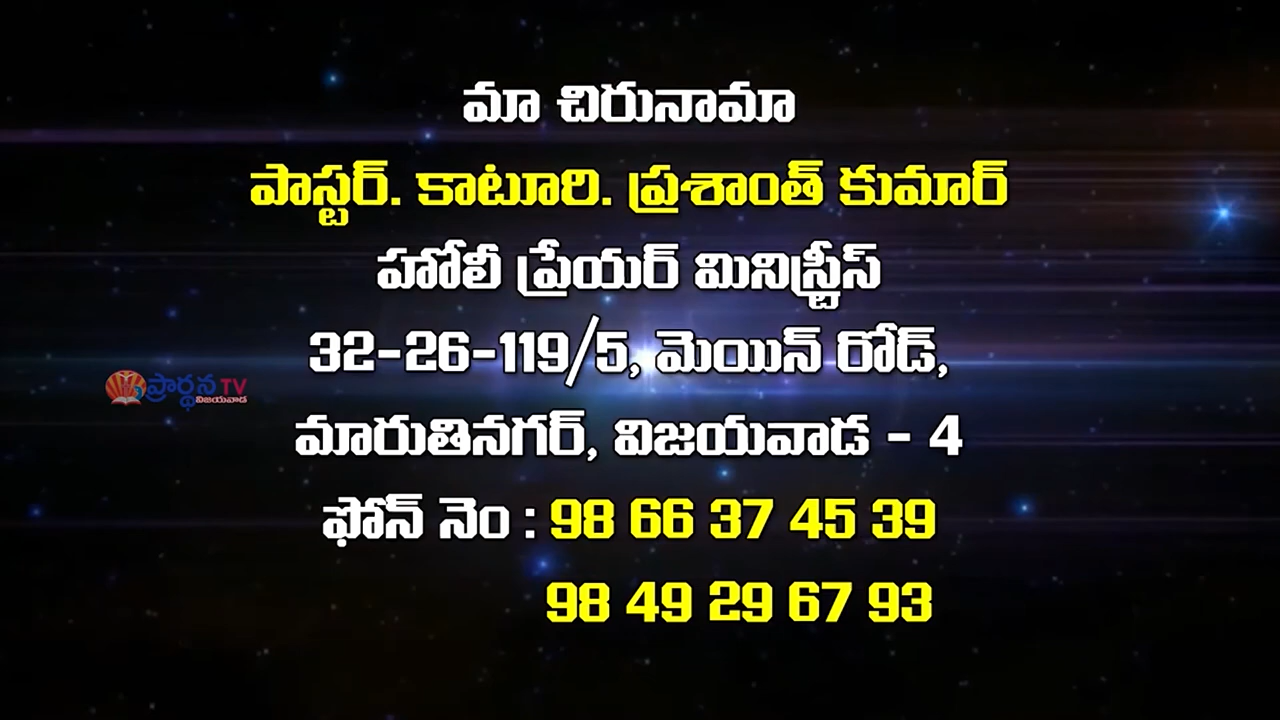 మా చిరునామా
పాస్టర్. కాటూరి. ప్రశాంత్ కుమార్
హోలీ ప్రేయర్ మినిస్ట్రీస్
32-26-119/5, మెయిన్ రోడ్,
ప్రార్థన TV
విజయవాడ
మారుతినగర్, విజయవాడ - 4
ఫోన్ నెం : 98 66 37 45 39
98 49 29 67 93